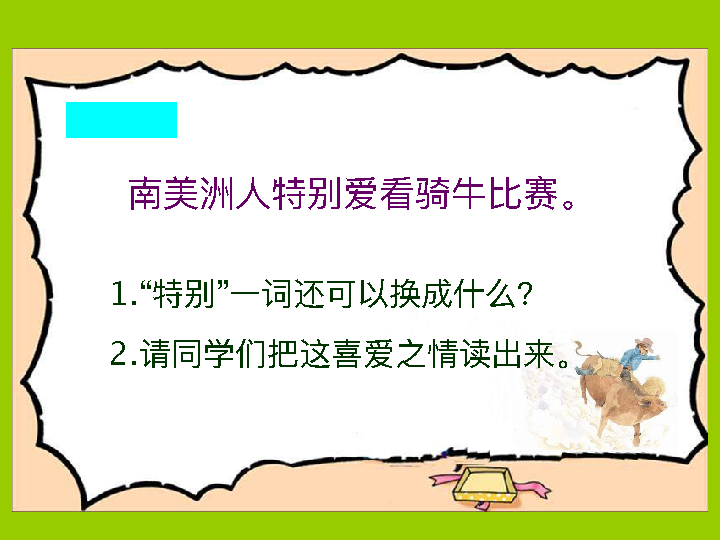 南美洲人特别爱看骑牛比赛。
1.“特别”一词还可以换成什么?
2.请同学们把这喜爱之情读出来。